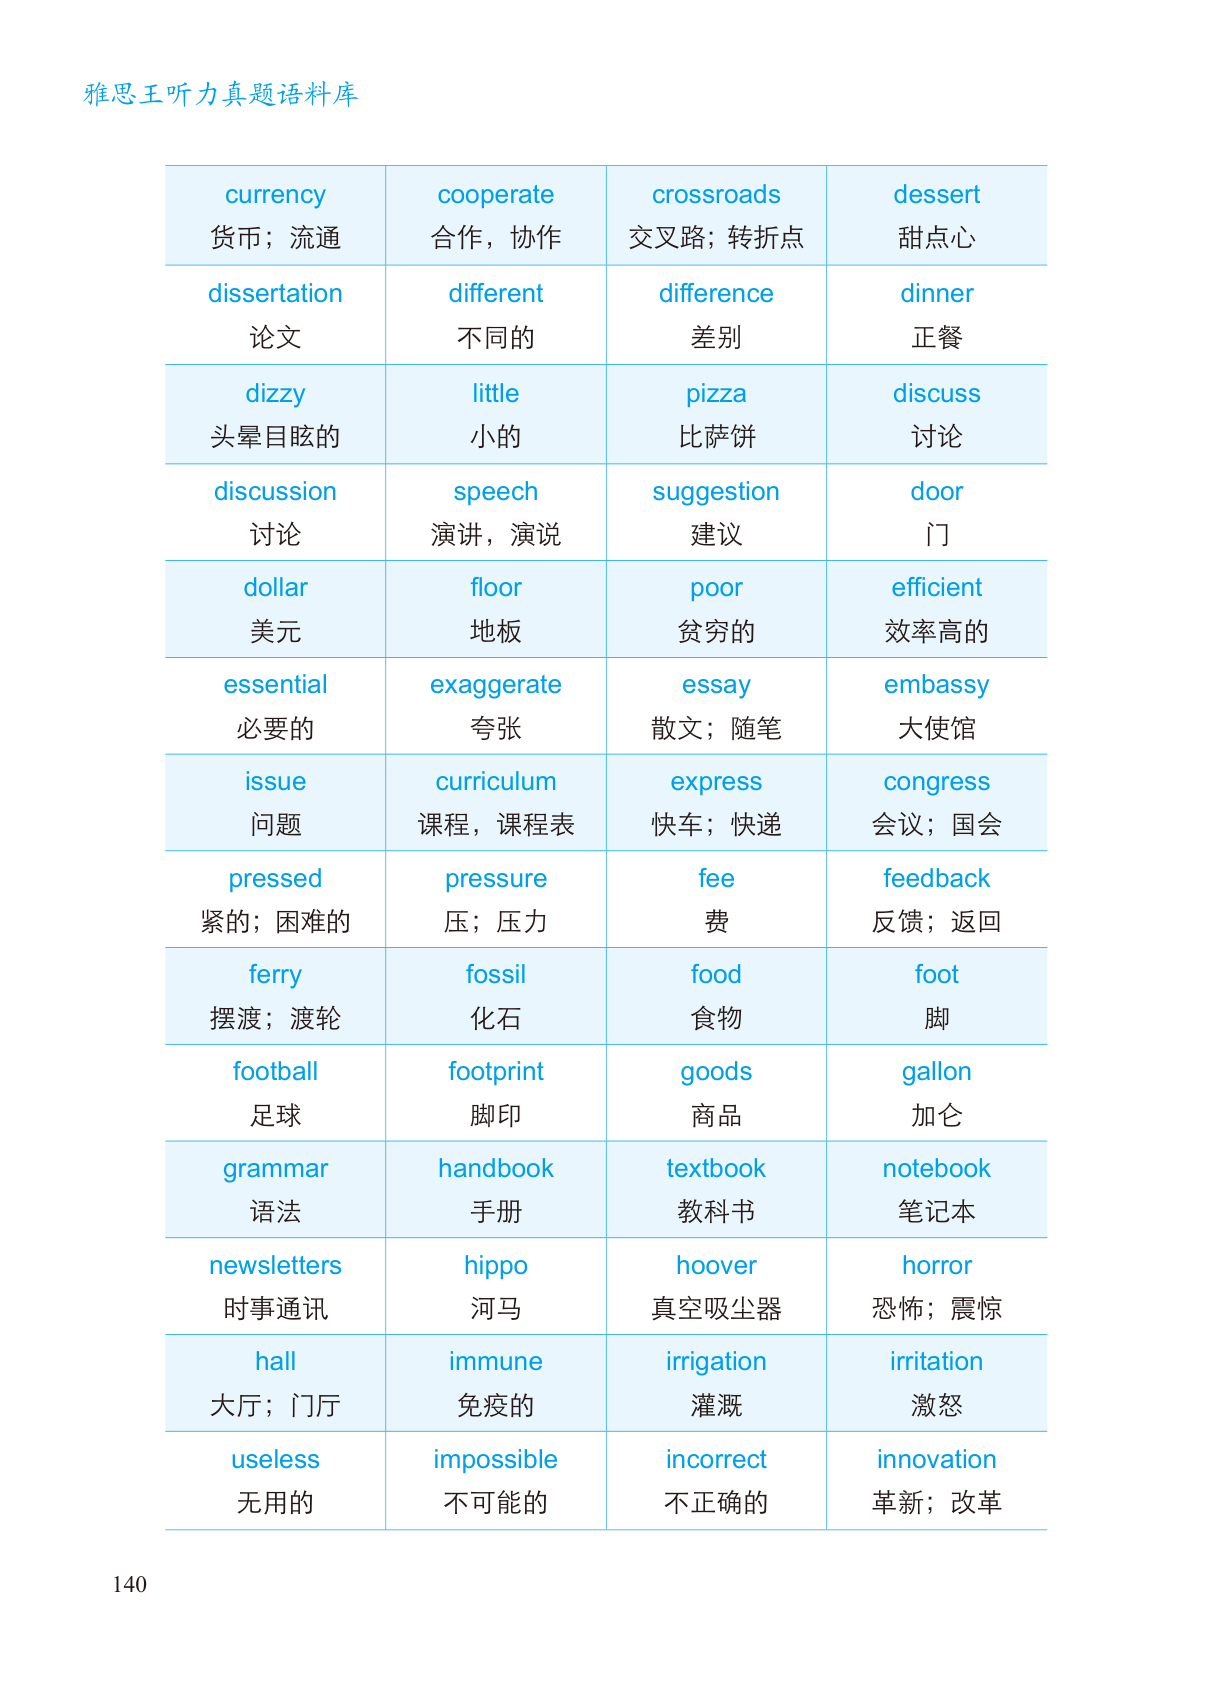 雅思王听力真题语料库
currency cooperate crossroads dessert
货币；流通 合作，协作 交叉路；转折点 甜点心
dissertation different difference dinner
论文 不同的 差别 正餐
dizzy little pizza discuss
头晕目眩的 小的 比萨饼 讨论
discussion speech suggestion door
讨论 演讲，演说 建议 门
dollar floor poor efficient
美元 地板 贫穷的 效率高的
essential exaggerate essay embassy
必要的 夸张 散文；随笔 大使馆
issue curriculum express congress
问题 课程，课程表 快车；快递 会议；国会
pressed pressure fee feedback
紧的；困难的 压；压力 费 反馈；返回
ferry fossil food foot
摆渡；渡轮 化石 食物 脚
football footprint goods gallon
足球 脚印 商品 加仑
grammar handbook textbook notebook
语法 手册 教科书 笔记本
newsletters hippo hoover horror
时事通讯 河马 真空吸尘器 恐怖；震惊
hall immune irrigation irritation
大厅；门厅 免疫的 灌溉 激怒
useless impossible incorrect innovation
无用的 不可能的 不正确的 革新；改革
140